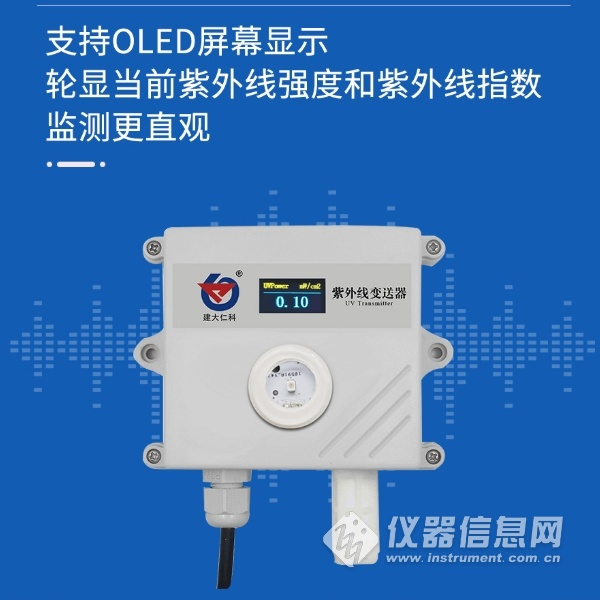 支持OLED屏幕显示
轮显当前紫外线强度和紫外线指数
监测更直观
®
建大仁科
UVPower mW/cm2
0.10
紫外线变送器
UV Transmitter
仪器信息网
www.instrument.com.cn